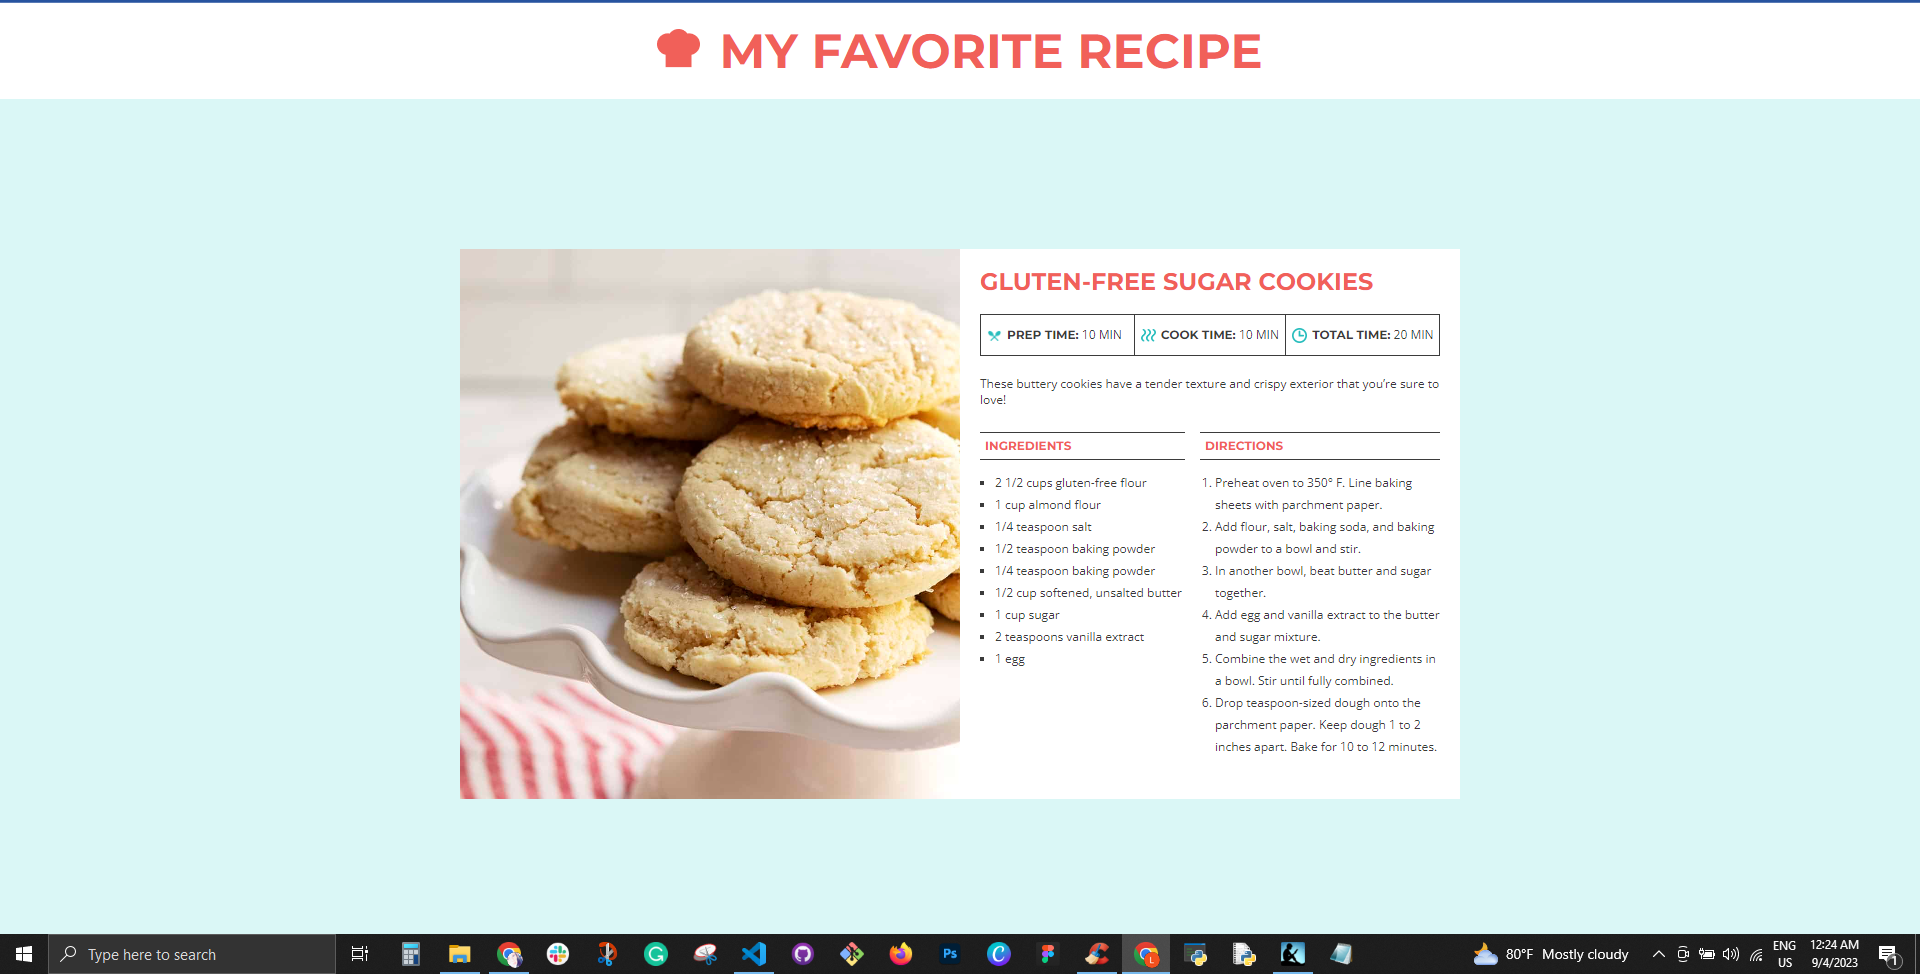 MY FAVORITE RECIPE
GLUTEN-FREE SUGAR COOKIES
PREP TIME: 10 MIN
COOK TIME: 10 MIN
TOTAL TIME: 20 MIN
These buttery cookies have a tender texture and crispy exterior that you’re sure to
love!
INGREDIENTS
2 1/2 cups gluten-free flour
1 cup almond flour
1/4 teaspoon salt
1/2 teaspoon baking powder
1/4 teaspoon baking powder
1/2 cup softened, unsalted butter
1 cup sugar
2 teaspoons vanilla extract
1 egg
DIRECTIONS
1. Preheat oven to 350° F. Line baking
sheets with parchment paper.
2. Add flour, salt, baking soda, and baking
powder to a bowl and stir.
3. In another bowl, beat butter and sugar
together.
4. Add egg and vanilla extract to the butter
and sugar mixture.
5. Combine the wet and dry ingredients in
a bowl. Stir until fully combined.
6. Drop teaspoon-sized dough onto the
parchment paper. Keep dough 1 to 2
inches apart. Bake for 10 to 12 minutes.
Type here to search
Ps
L
80°F Mostly cloudy
ENG
US
12:24 AM
9/4/2023
1